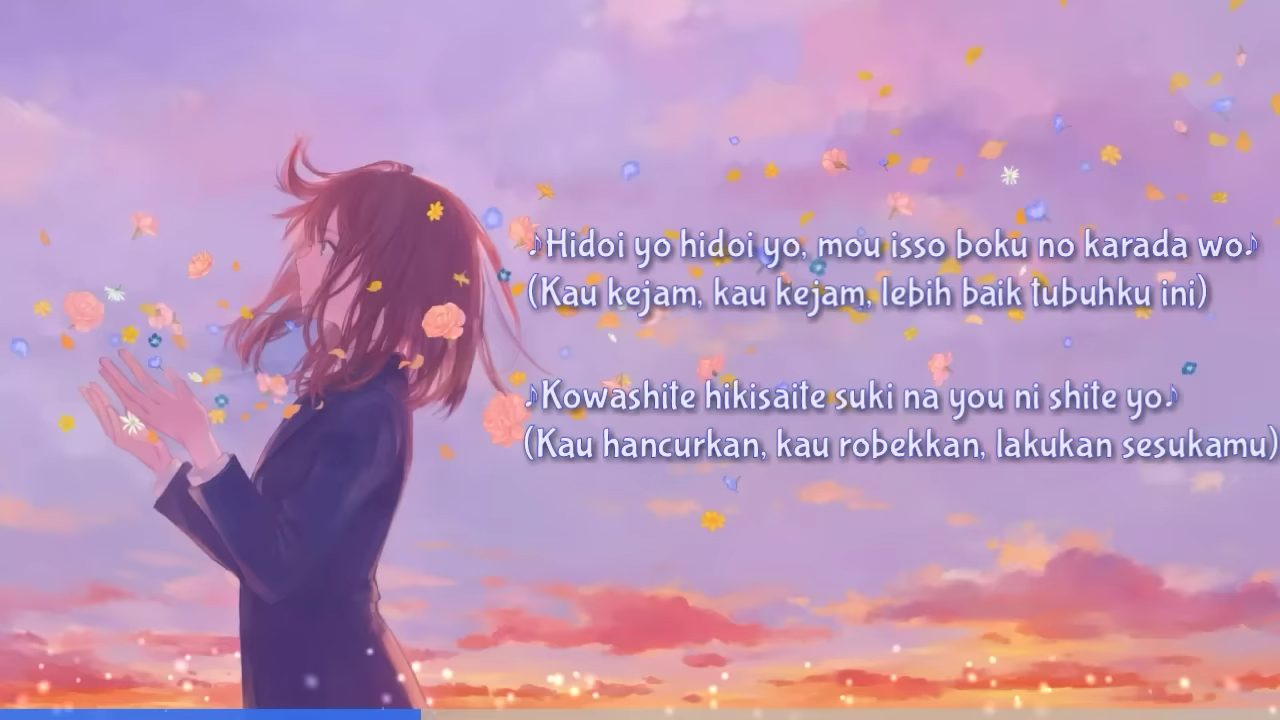 ♪Hidoi yo hidoi yo, mou isso boku no karada wo♪
(Kau kejam, kau kejam, lebih baik tubuhku ini)
♪Kowashite hikisaite suki na you ni shite yo♪
(Kau hancurkan, kau robekkan, lakukan sesukamu)